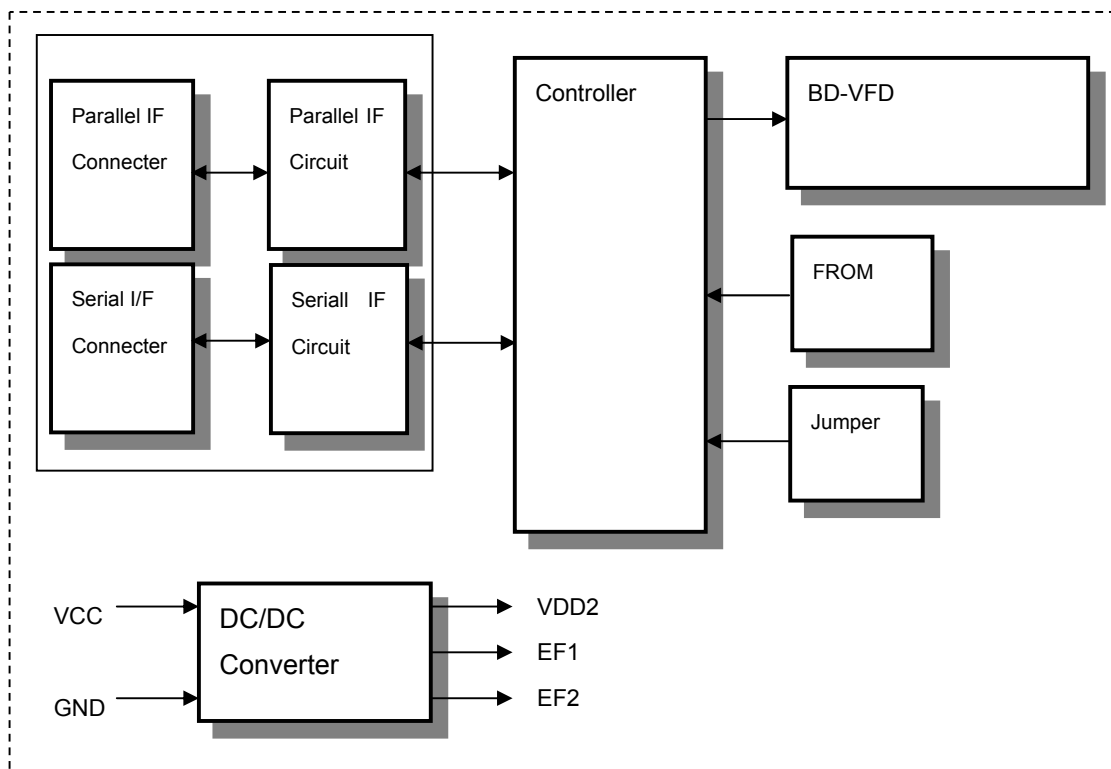 Parallel IF
Connecter
Parallel IF
Circuit
Controller
BD-VFD
Serial I/F
Connecter
Seriall IF
Circuit
FROM
Jumper
VCC
GND
DC/DC
Converter
VDD2
EF1
EF2